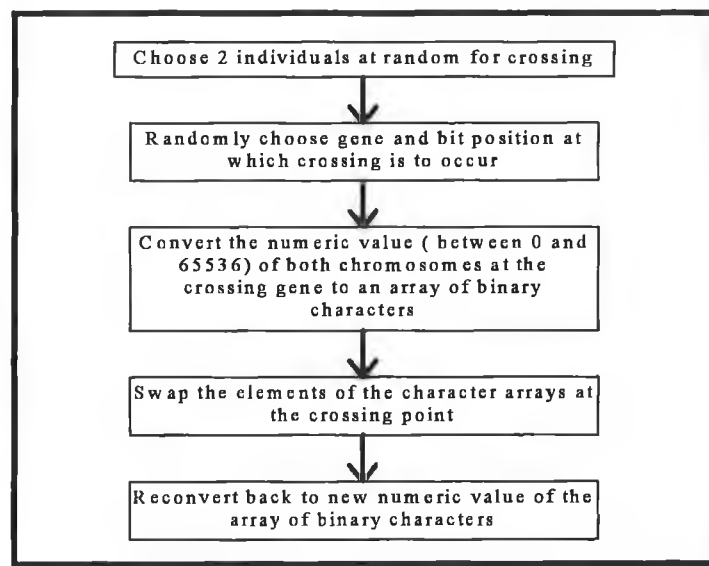 Choose 2 individuals at random for crossing
Randomly choose gene and bit position at
which crossing is to occur
Convert the numeric value ( between 0 and
65536) of both chromosomes at the
crossing gene to an array of binary
characters
Swap the elements of the character arrays at
the crossing point
Reconvert back to new numeric value of the
array of binary characters